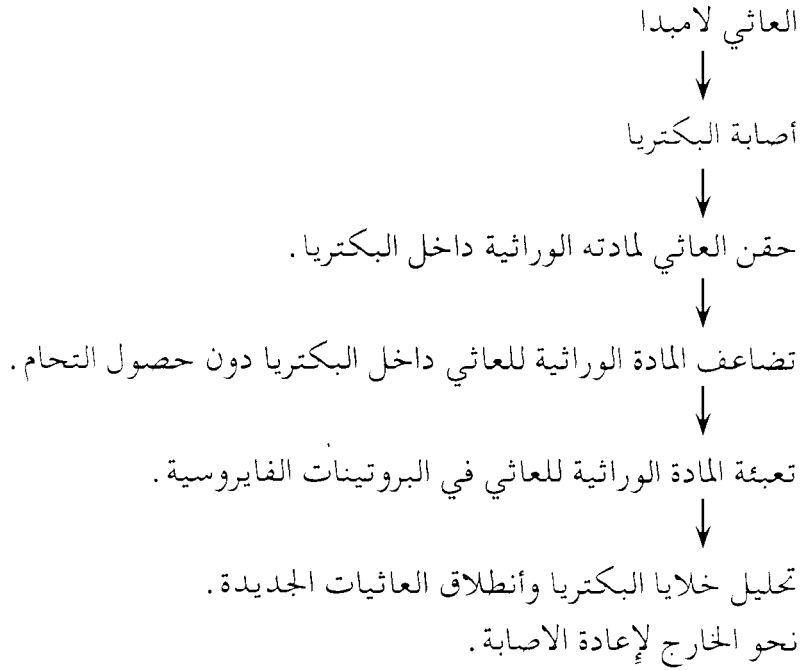 العاثي لامبدا
أصابة البكتريا
حقن العاثي لمادته الوراثية داخل البكتريا .
تضاعف المادة الوراثية للعاثي داخل البكتريا دون حصول التحام .
تعبئة المادة الوراثية للعاثي في البروتينات الفايروسية .
تحليل خلايا البكتريا وأنطلاق العاثيات الجديدة .
نحو الخارج لإعادة الاصابة .